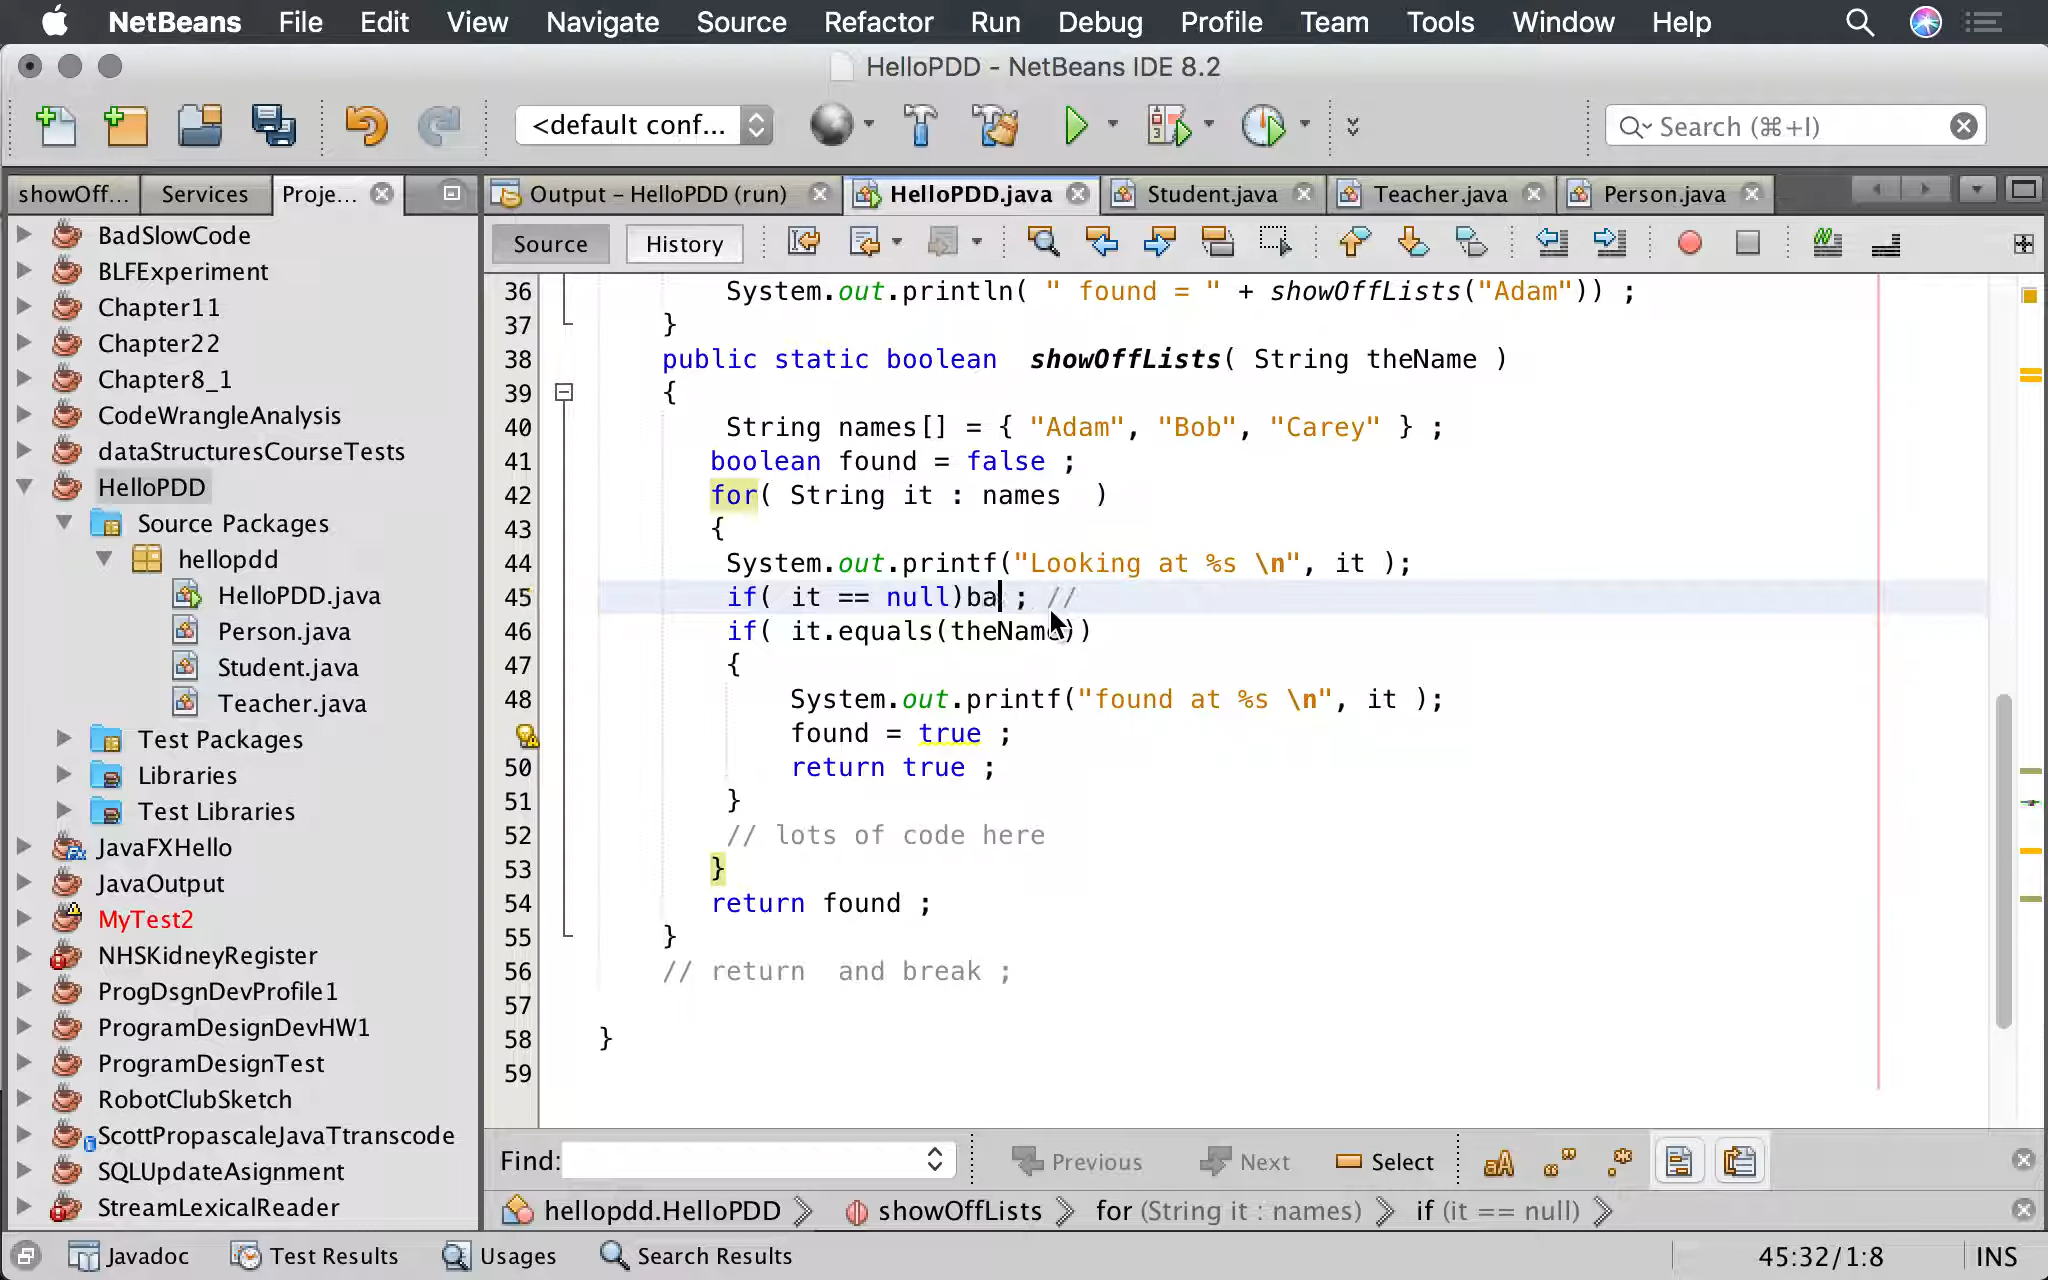 NetBeans File Edit View Navigate Source Refactor Run Debug Profile Team Tools Window Help
HelloPDD - NetBeans IDE 8.2
<default conf...
Search (⌘+I)
showOff... Services Proje...
Output – HelloPDD (run) HelloPDD.java Student.java Teacher.java Person.java
Source History
BadSlowCode
BLFExperiment
Chapter11
Chapter22
Chapter8_1
CodeWrangleAnalysis
dataStructuresCourseTests
HelloPDD
Source Packages
hellopdd
HelloPDD.java
Person.java
Student.java
Teacher.java
Test Packages
Libraries
Test Libraries
JavaFXHello
JavaOutput
MyTest2
NHSKidneyRegister
ProgDsgnDevProfile1
ProgramDesignDevHW1
ProgramDesignTest
RobotClubSketch
ScottPropascaleJavaTtranscode
SQLUpdateAsignment
StreamLexicalReader
36 System.out.println( " found = " + showOffLists("Adam")) ;
37 }
38 public static boolean showOffLists( String theName )
39 {
40 String names[] = { "Adam", "Bob", "Carey" } ;
41 boolean found = false ;
42 for( String it : names )
43 {
44 System.out.printf("Looking at %s \n", it );
45 if( it == null)ba ; //
46 if( it.equals(theName))
47 {
48 System.out.printf("found at %s \n", it );
found = true ;
50 return true ;
51 }
52 // lots of code here
53 }
54 return found ;
55 }
56 // return and break ;
57
58 }
59
Find: Previous Next Select
hellopdd.HelloPDD showOffLists for (String it : names) if (it == null)
Javadoc Test Results Usages Search Results 45:32/1:8 INS